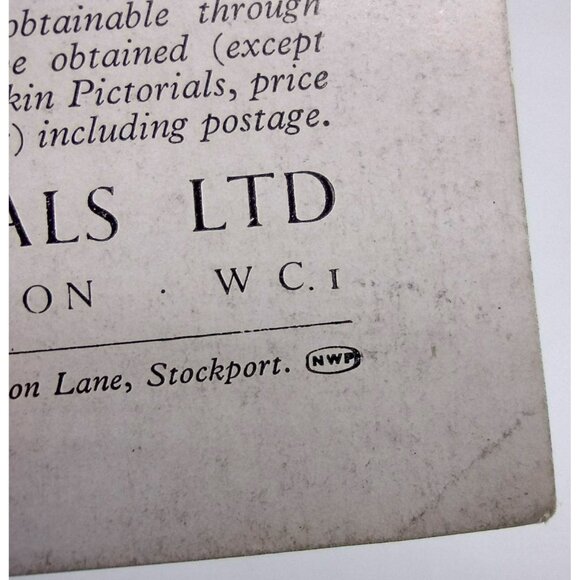 obtainable through
e obtained (except
kin Pictorials, price
) including postage.
ALS LTD
ON · W C. 1
on Lane, Stockport. NWP